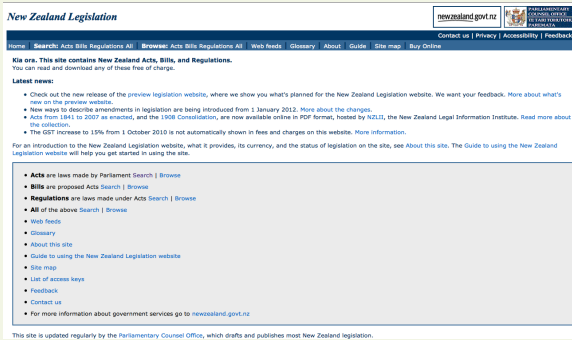 New Zealand Legislation
newzealand.govt.nz
PARLIAMENTARY
COUNSEL OFFICE
TE TARI TOHUTOHU
PAREMATA
Contact us | Privacy | Accessibility | Feedback
Home Search: Acts Bills Regulations All Browse: Acts Bills Regulations All Web feeds Glossary About Guide Site map Buy Online
Kia ora. This site contains New Zealand Acts, Bills, and Regulations.
You can read and download any of these free of charge.
Latest news:
• Check out the new release of the preview legislation website, where we show you what's planned for the New Zealand Legislation website. We want your feedback. More about what's
new on the preview website.
• New ways to describe amendments in legislation are being introduced from 1 January 2012. More about the changes.
• Acts from 1841 to 2007 as enacted, and the 1908 Consolidation, are now available online in PDF format, hosted by NZLII, the New Zealand Legal Information Institute. Read more about
the collection.
• The GST increase to 15% from 1 October 2010 is not automatically shown in fees and charges on this website. More information.
For an introduction to the New Zealand Legislation website, what it provides, its currency, and the status of legislation on the site, see About this site. The Guide to using the New Zealand
Legislation website will help you get started in using the site.
• Acts are laws made by Parliament Search | Browse
• Bills are proposed Acts Search | Browse
• Regulations are laws made under Acts Search | Browse
• All of the above Search | Browse
• Web feeds
• Glossary
• About this site
• Guide to using the New Zealand Legislation website
• Site map
• List of access keys
• Feedback
• Contact us
• For more information about government services go to newzealand.govt.nz
This site is updated regularly by the Parliamentary Counsel Office, which drafts and publishes most New Zealand legislation.